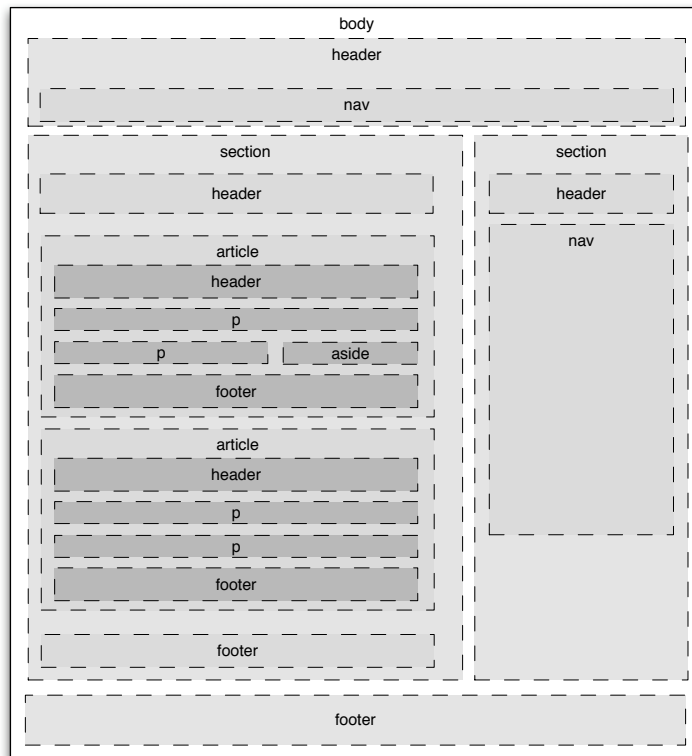 body
header
nav
section
header
article
header
p
p
aside
footer
article
header
p
p
footer
footer
section
header
nav
footer